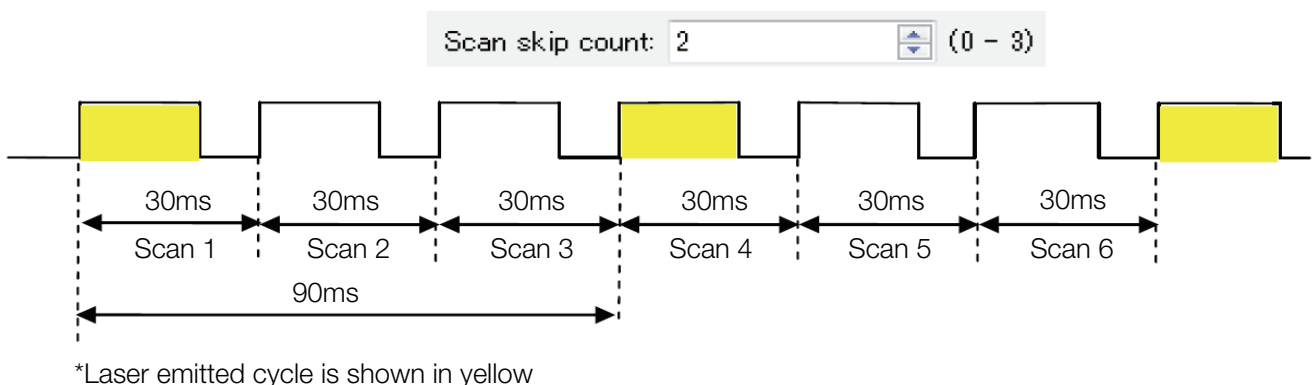 Scan skip count: 2 (0 - 3)
30ms 30ms 30ms 30ms 30ms 30ms
Scan 1 Scan 2 Scan 3 Scan 4 Scan 5 Scan 6
90ms
*Laser emitted cycle is shown in yellow